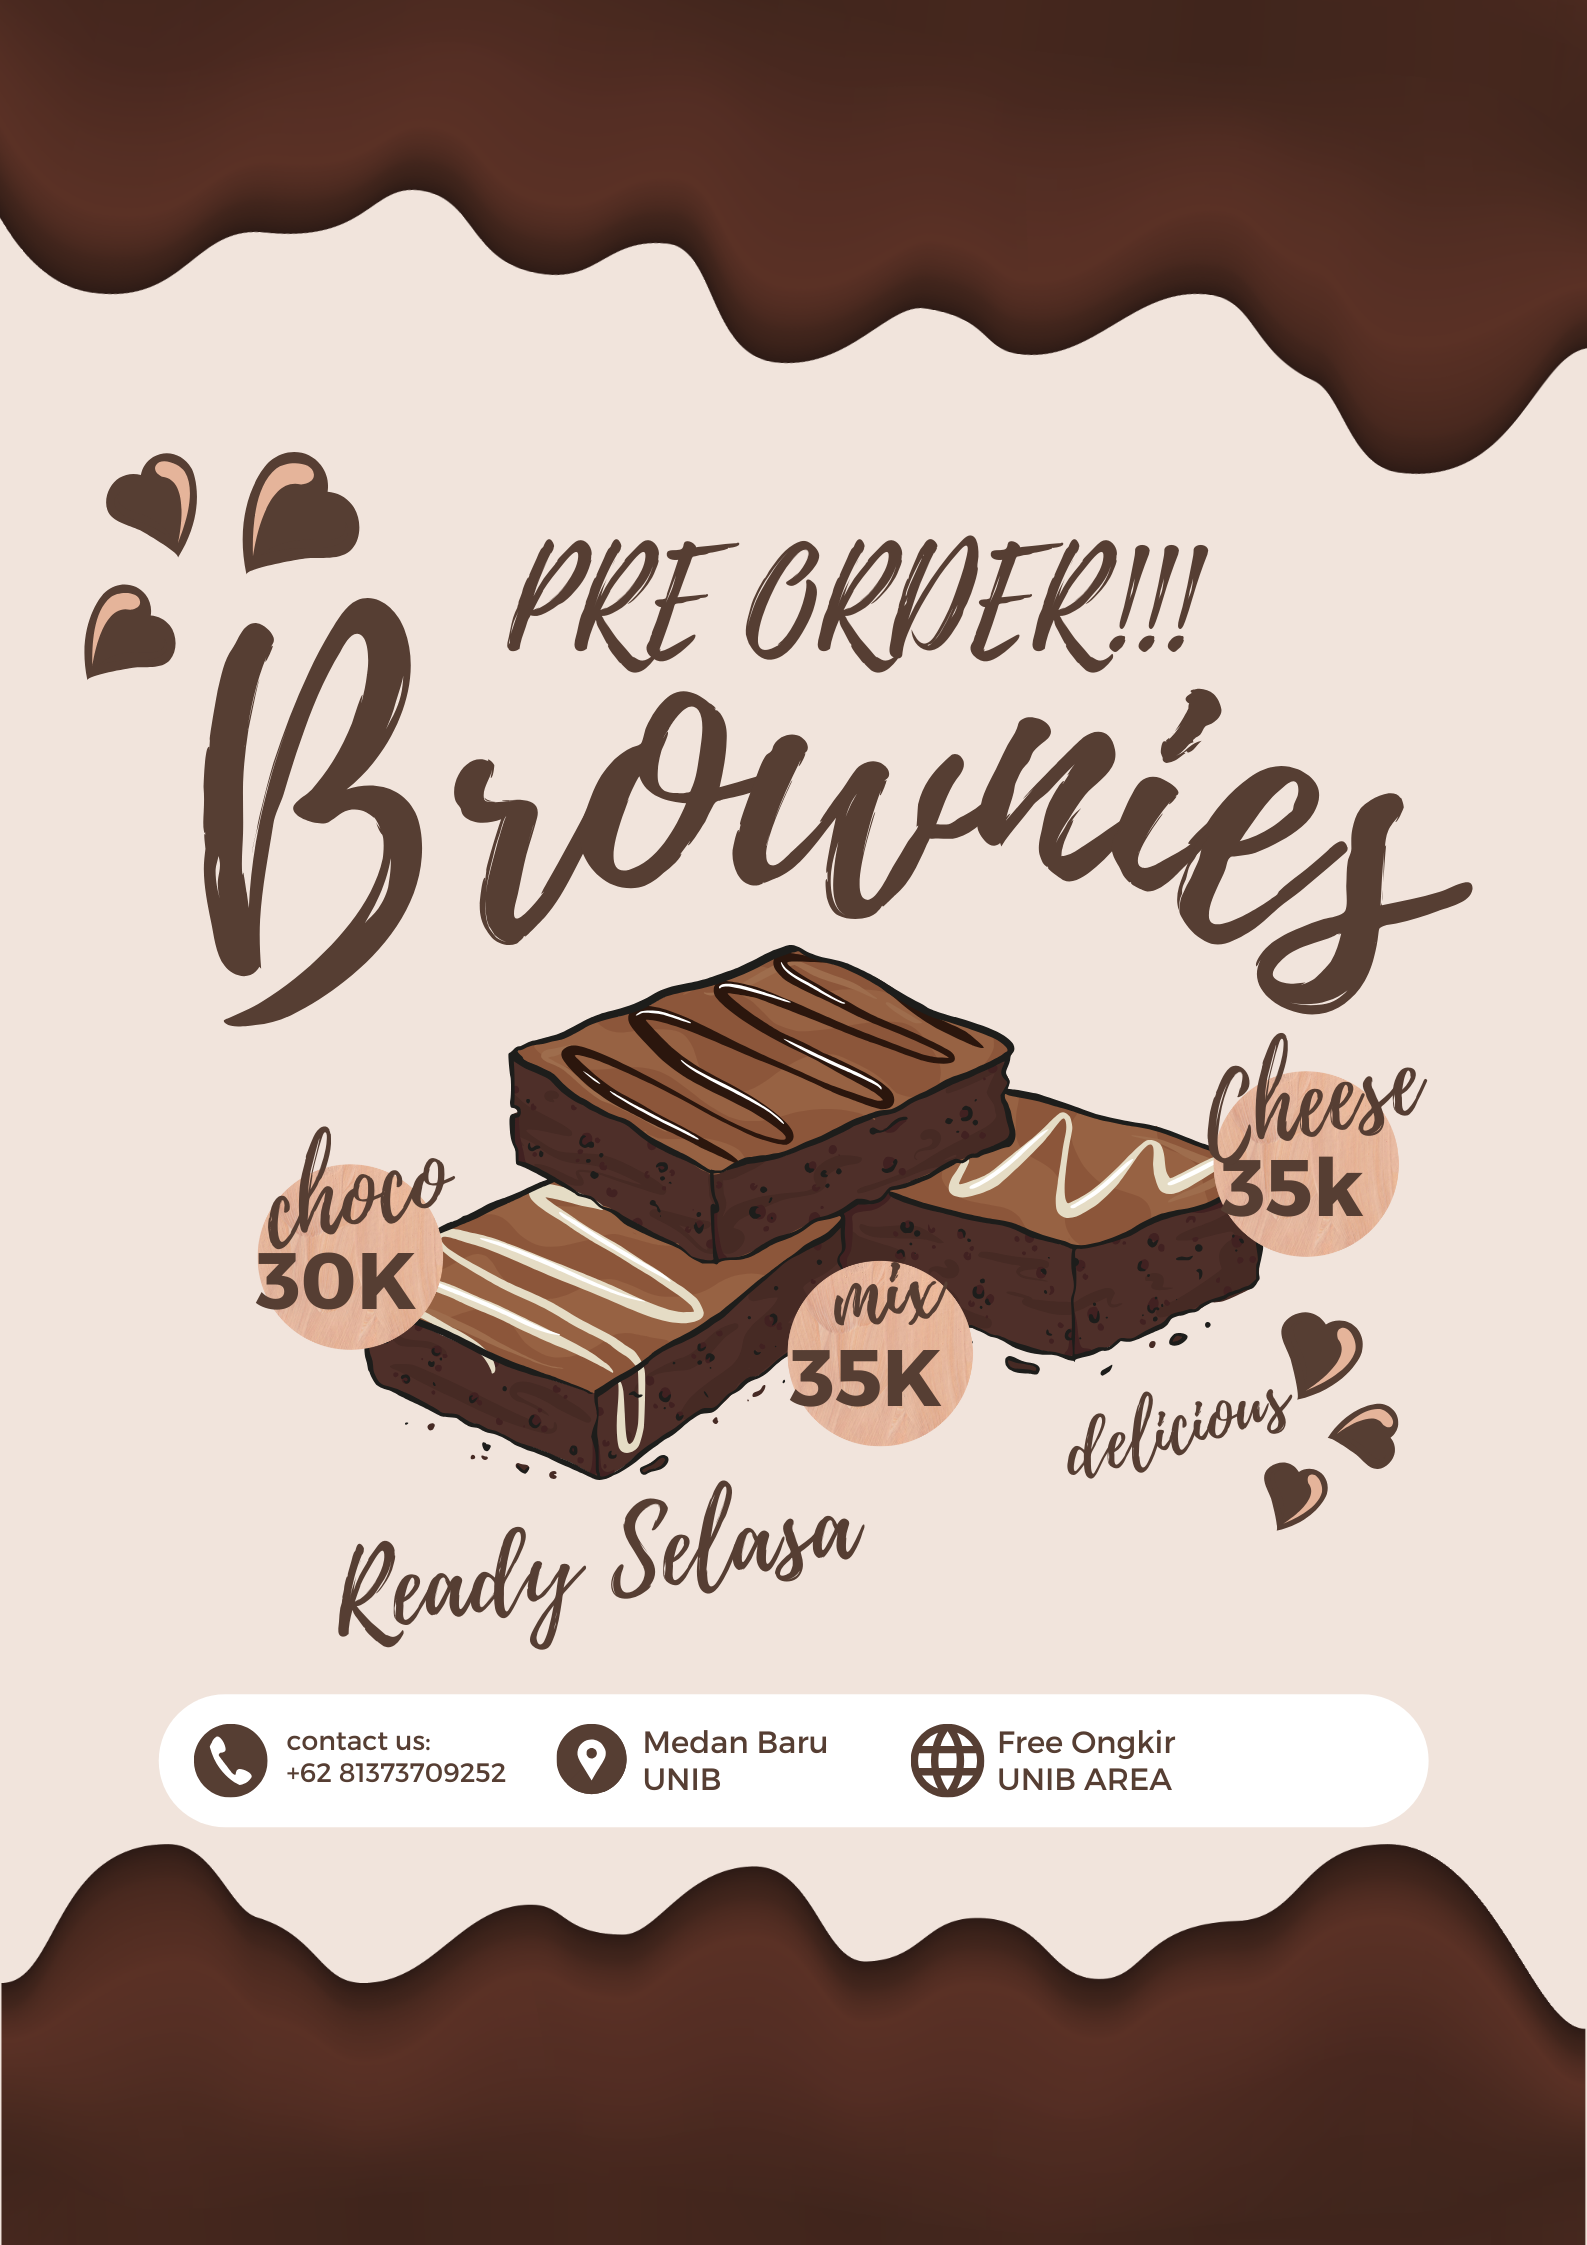 PRE ORDER!!!
Brownies
Cheese
35k
choco
30K
mix
35K
delicious
Ready Selasa
contact us:
+62 81373709252
Medan Baru
UNIB
Free Ongkir
UNIB AREA